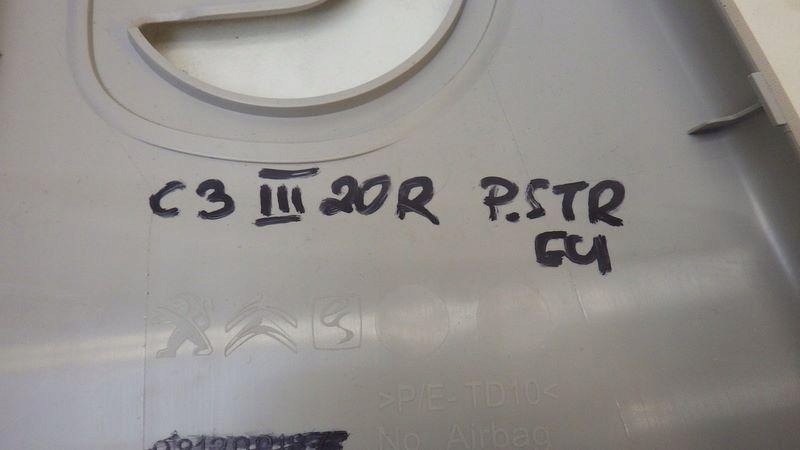 C3 III 20R P.STR
GU
>P/E-TD10<
No Airbag